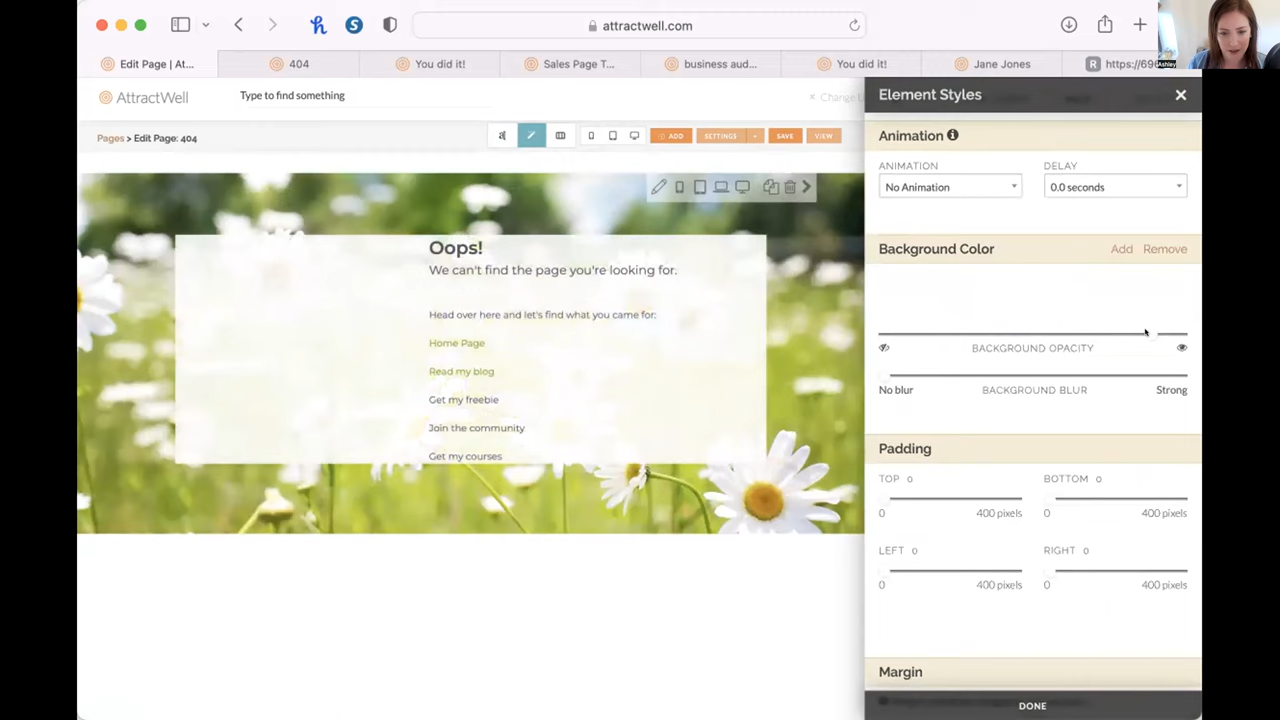 attractwell.com
Edit Page | At...
404
You did it!
Sales Page T...
business aud...
You did it!
Jane Jones
R
https://69
Ashley
AttractWell
Type to find something
× Change
Pages > Edit Page: 404
ADD
SETTINGS
SAVE
VIEW
Oops!
We can't find the page you're looking for.
Head over here and let's find what you came for:
Home Page
Read my blog
Get my freebie
Join the community
Get my courses
Element Styles
Animation
ANIMATION
DELAY
No Animation
0.0 seconds
Background Color
Add
Remove
BACKGROUND OPACITY
No blur
BACKGROUND BLUR
Strong
Padding
TOP 0
BOTTOM 0
0
400 pixels
0
400 pixels
LEFT 0
RIGHT 0
0
400 pixels
0
400 pixels
Margin
DONE